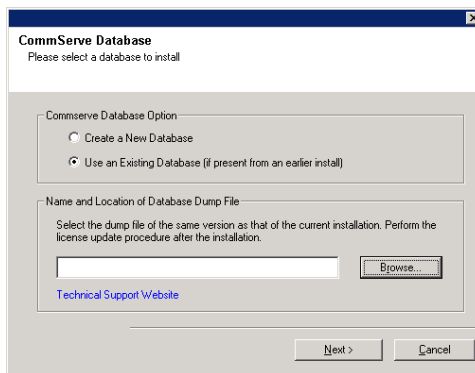 CommServe Database
Please select a database to install
Commserve Database Option
Create a New Database
Use an Existing Database (if present from an earlier install)
Name and Location of Database Dump File
Select the dump file of the same version as that of the current installation. Perform the
license update procedure after the installation.
Browse...
Technical Support Website
Next >
Cancel